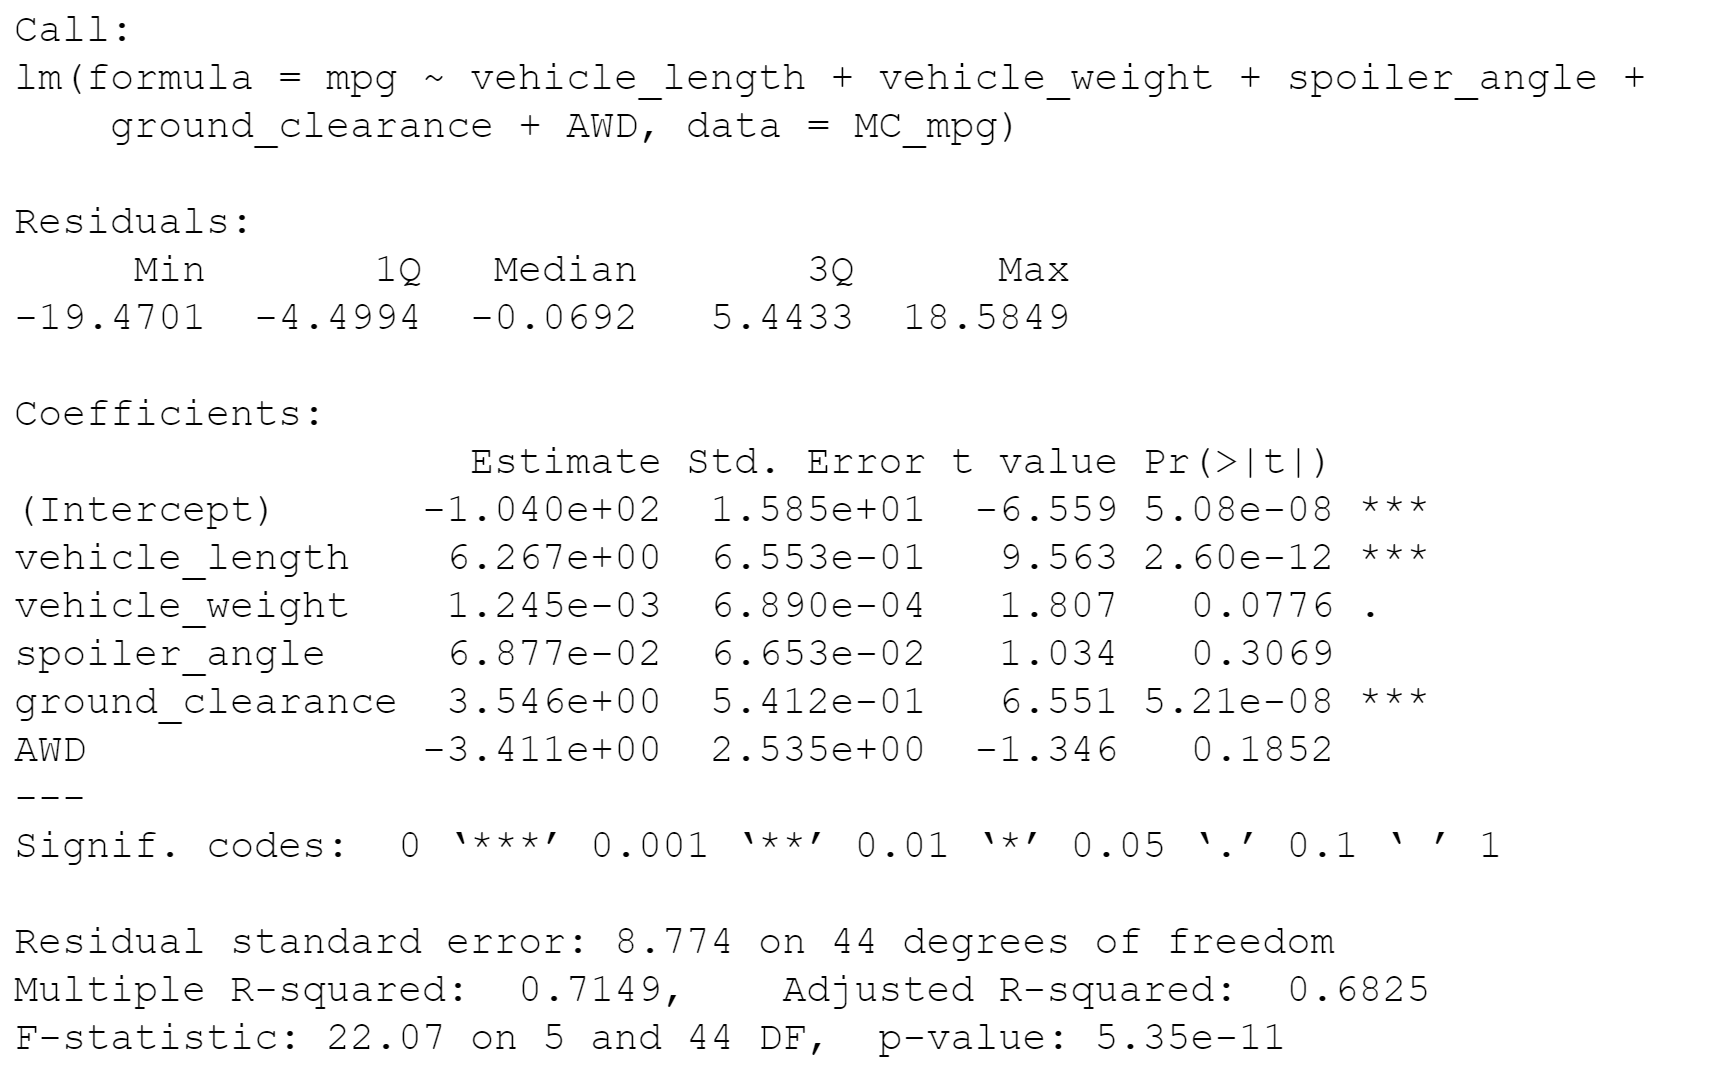 Call:
lm(formula = mpg ~ vehicle_length + vehicle_weight + spoiler_angle +
    ground_clearance + AWD, data = MC_mpg)

Residuals:
     Min       1Q   Median       3Q      Max
-19.4701  -4.4994  -0.0692   5.4433  18.5849

Coefficients:
                   Estimate Std. Error t value Pr(>|t|)
(Intercept)      -1.040e+02  1.585e+01  -6.559 5.08e-08 ***
vehicle_length    6.267e+00  6.553e-01   9.563 2.60e-12 ***
vehicle_weight    1.245e-03  6.890e-04   1.807   0.0776 .
spoiler_angle     6.877e-02  6.653e-02   1.034   0.3069
ground_clearance  3.546e+00  5.412e-01   6.551 5.21e-08 ***
AWD              -3.411e+00  2.535e+00  -1.346   0.1852
---
Signif. codes:  0 ‘***’ 0.001 ‘**’ 0.01 ‘*’ 0.05 ‘.’ 0.1 ‘ ’ 1

Residual standard error: 8.774 on 44 degrees of freedom
Multiple R-squared:  0.7149,    Adjusted R-squared:  0.6825
F-statistic: 22.07 on 5 and 44 DF,  p-value: 5.35e-11